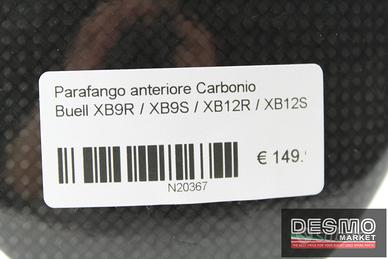 Parafango anteriore Carbonio
Buell XB9R / XB9S / XB12R / XB12S
€ 149.
N20367
DESMO
MARKET